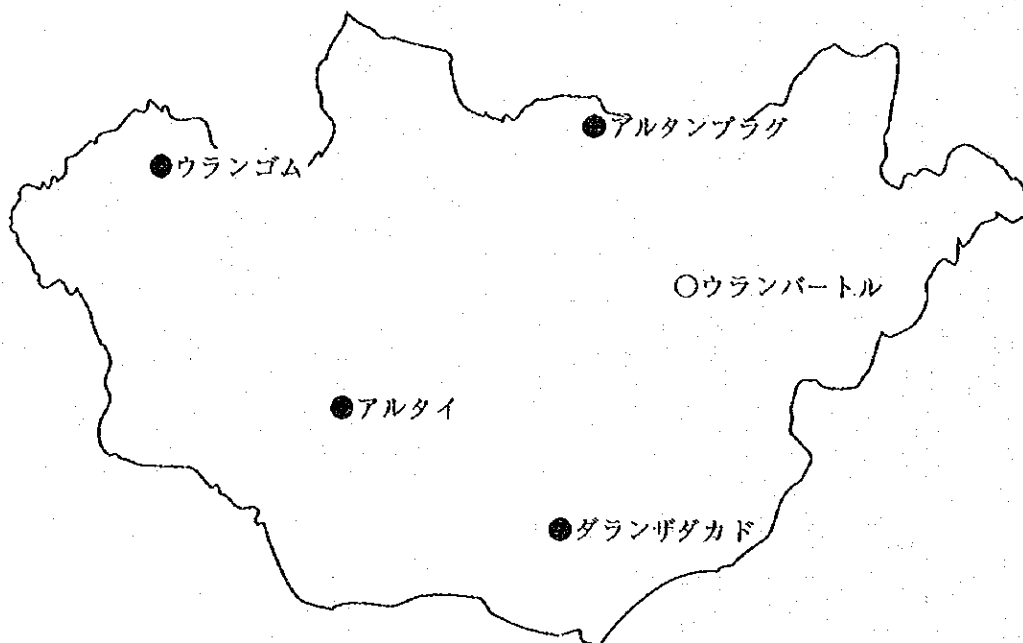 アルタンブラグ
ウランゴム
ウランバートル
アルタイ
ダランザダカド